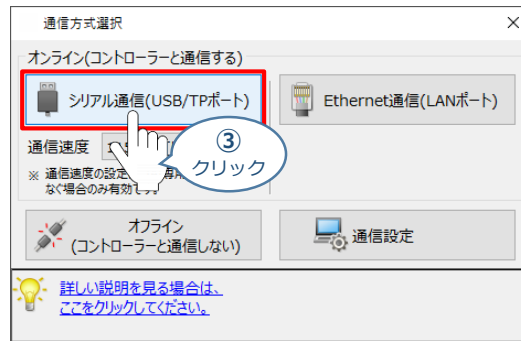 通信方式選択
オンライン(コントローラーと通信する)
シリアル通信(USB/TPポート)
Ethernet通信(LANポート)
通信速度
③
クリック
※ 通信速度の設定
なぐ場合のみ有効
オフライン
(コントローラーと通信しない)
通信設定
詳しい説明を見る場合は、
ここをクリックしてください。